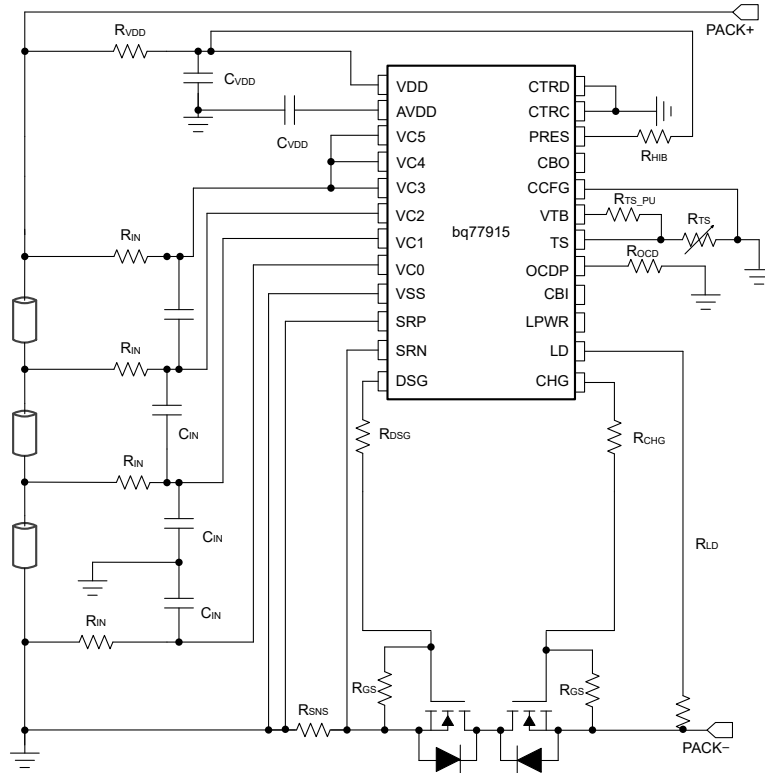 PACK+
RVDD
CVDD
CVDD
VDD
AVDD
VC5
VC4
VC3
VC2
VC1
VC0
VSS
SRP
SRN
DSG
bq77915
CTRD
CTRC
PRES
CBO
CCFG
VTB
TS
OCDP
CBI
LPWR
LD
CHG
RHIB
RTS_PU
RTS
ROCD
RIN
RIN
CIN
RIN
CIN
CIN
RIN
RDSG
RCHG
RLD
RGS
RGS
RSNS
PACK–